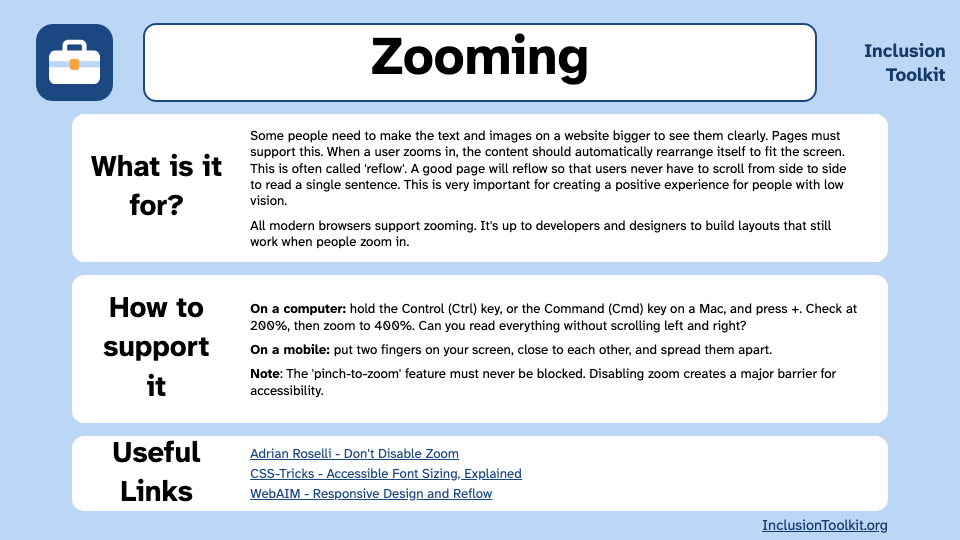 Zooming
Inclusion
Toolkit
What is it
for?
Some people need to make the text and images on a website bigger to see them clearly. Pages must
support this. When a user zooms in, the content should automatically rearrange itself to fit the screen.
This is often called 'reflow'. A good page will reflow so that users never have to scroll from side to side
to read a single sentence. This is very important for creating a positive experience for people with low
vision.
All modern browsers support zooming. It's up to developers and designers to build layouts that still
work when people zoom in.
How to
support
it
On a computer: hold the Control (Ctrl) key, or the Command (Cmd) key on a Mac, and press +. Check at
200%, then zoom to 400%. Can you read everything without scrolling left and right?
On a mobile: put two fingers on your screen, close to each other, and spread them apart.
Note: The 'pinch-to-zoom' feature must never be blocked. Disabling zoom creates a major barrier for
accessibility.
Useful
Links
Adrian Roselli - Don't Disable Zoom
CSS-Tricks - Accessible Font Sizing, Explained
WebAIM - Responsive Design and Reflow
InclusionToolkit.org